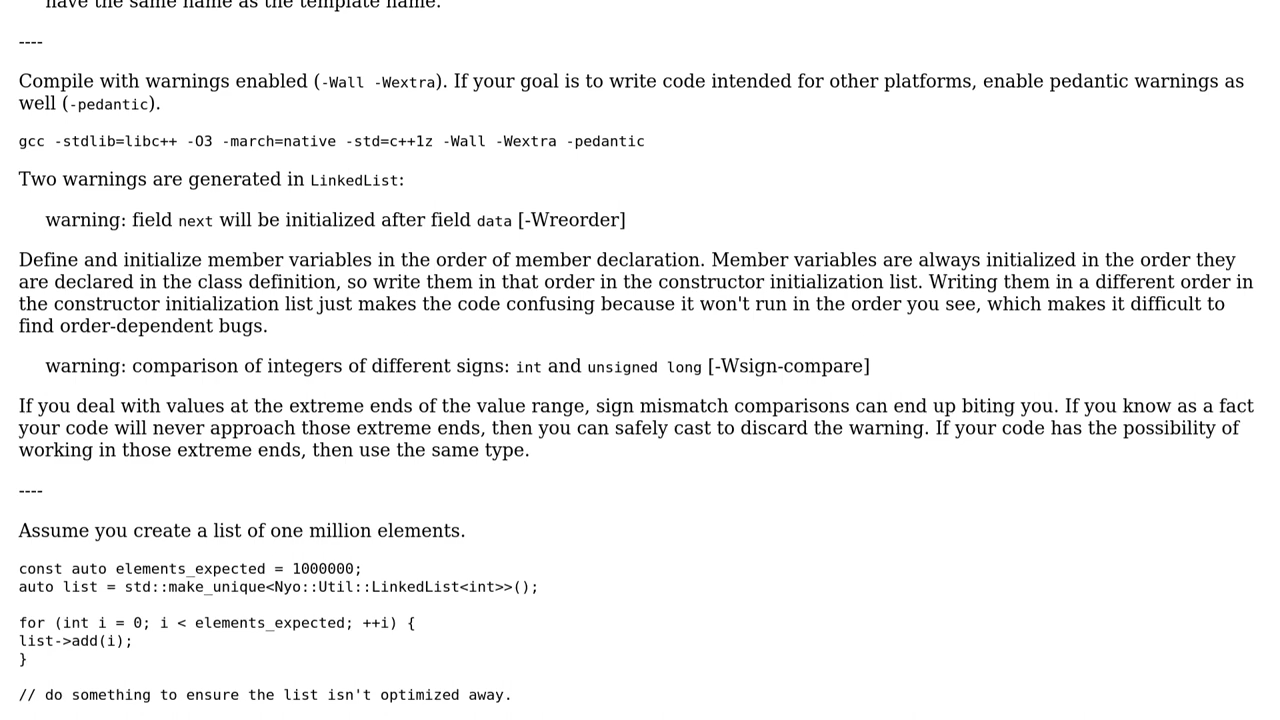 have the same name as the template name.
----
Compile with warnings enabled (-Wall -Wextra). If your goal is to write code intended for other platforms, enable pedantic warnings as
well (-pedantic).
gcc -stdlib=libc++ -O3 -march=native -std=c++1z -Wall -Wextra -pedantic
Two warnings are generated in LinkedList:
warning: field next will be initialized after field data [-Wreorder]
Define and initialize member variables in the order of member declaration. Member variables are always initialized in the order they
are declared in the class definition, so write them in that order in the constructor initialization list. Writing them in a different order in
the constructor initialization list just makes the code confusing because it won't run in the order you see, which makes it difficult to
find order-dependent bugs.
warning: comparison of integers of different signs: int and unsigned long [-Wsign-compare]
If you deal with values at the extreme ends of the value range, sign mismatch comparisons can end up biting you. If you know as a fact
your code will never approach those extreme ends, then you can safely cast to discard the warning. If your code has the possibility of
working in those extreme ends, then use the same type.
----
Assume you create a list of one million elements.
const auto elements_expected = 1000000;
auto list = std::make_unique<Nyo::Util::LinkedList<int>>();
for (int i = 0; i < elements_expected; ++i) {
list->add(i);
}
// do something to ensure the list isn't optimized away.